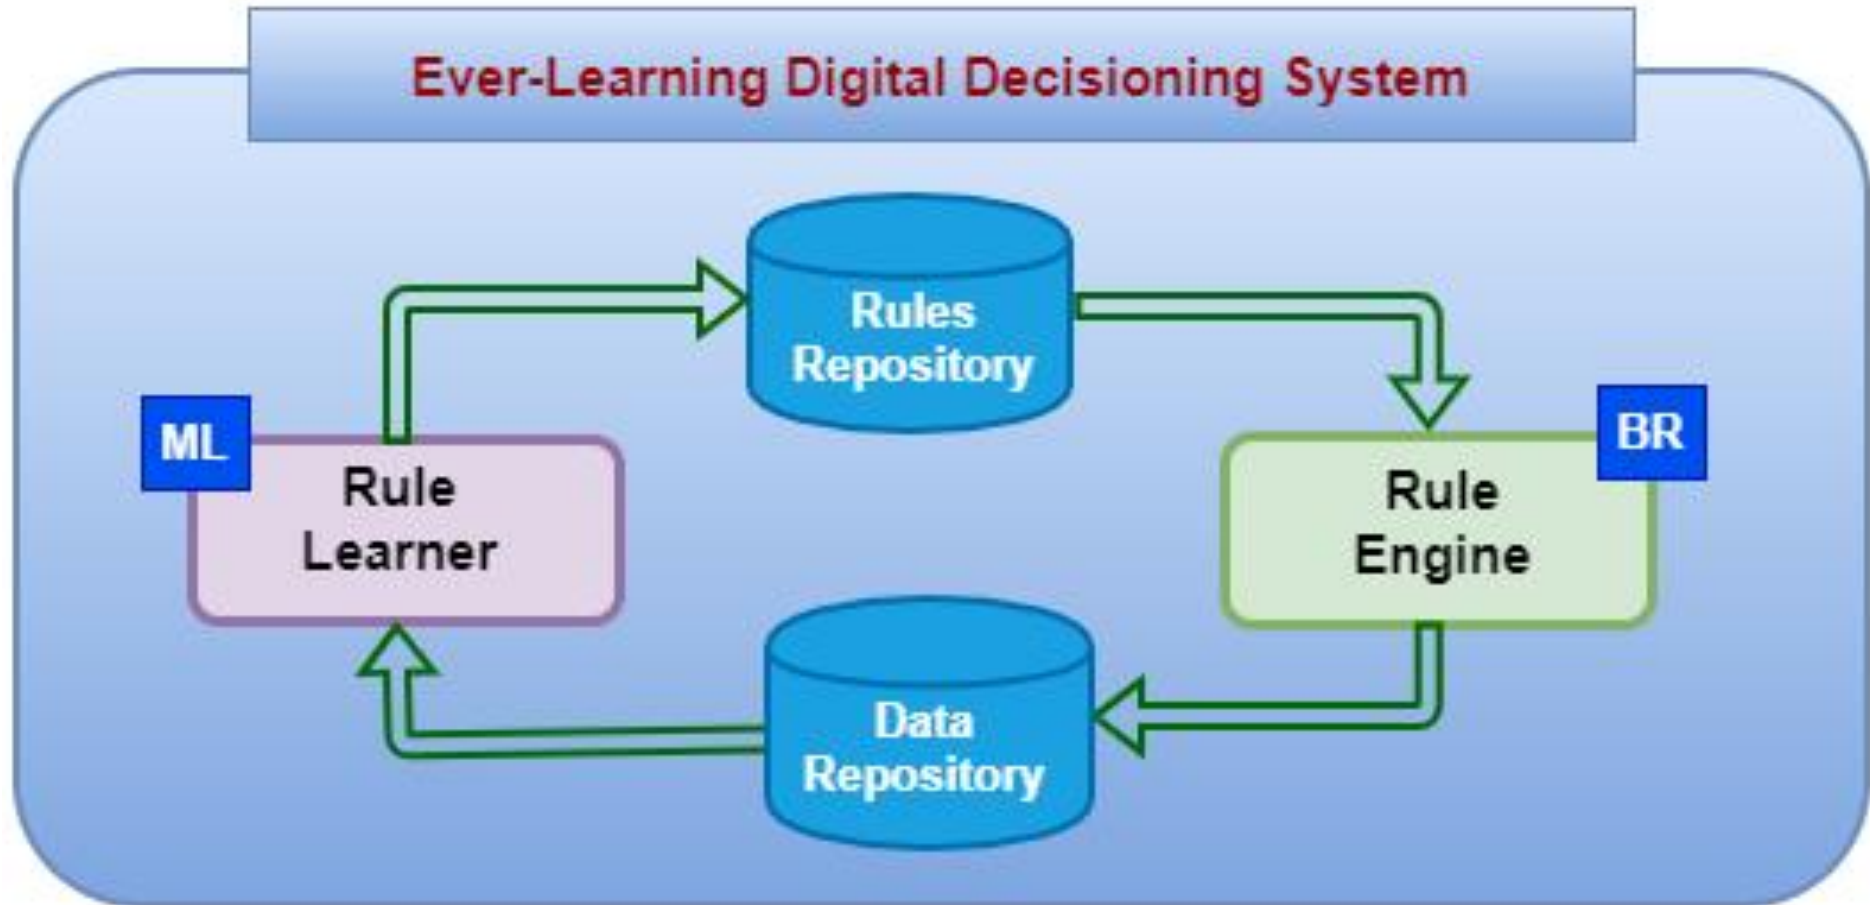 Ever-Learning Digital Decisioning System
Rules
Repository
ML
Rule
Learner
BR
Rule
Engine
Data
Repository